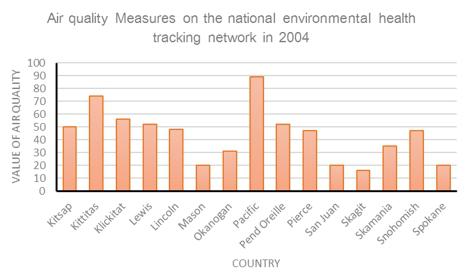 Air quality Measures on the national environmental health
tracking network in 2004
VALUE OF AIR QUALITY
100
90
80
70
60
50
40
30
20
10
0
Kitsap
Kittitas
Klickitat
Lewis
Lincoln
Mason
Okanogan
Pacific
Pend Oreille
Pierce
San Juan
Skagit
Skamania
Snohomish
Spokane
COUNTRY